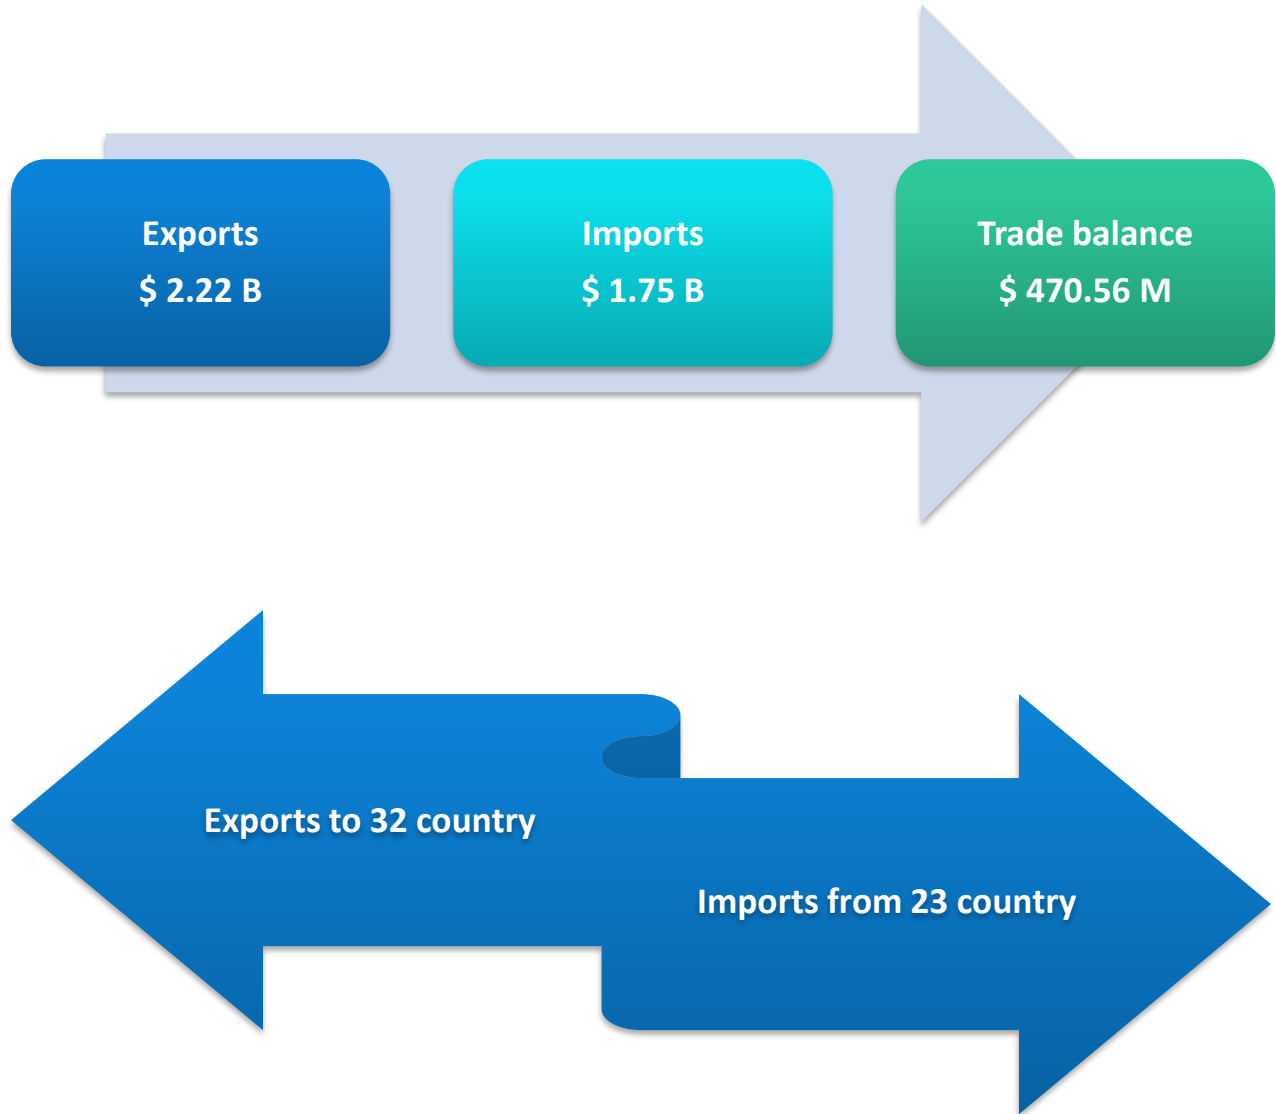 Exports
$ 2.22 B
Imports
$ 1.75 B
Trade balance
$ 470.56 M
Exports to 32 country
Imports from 23 country